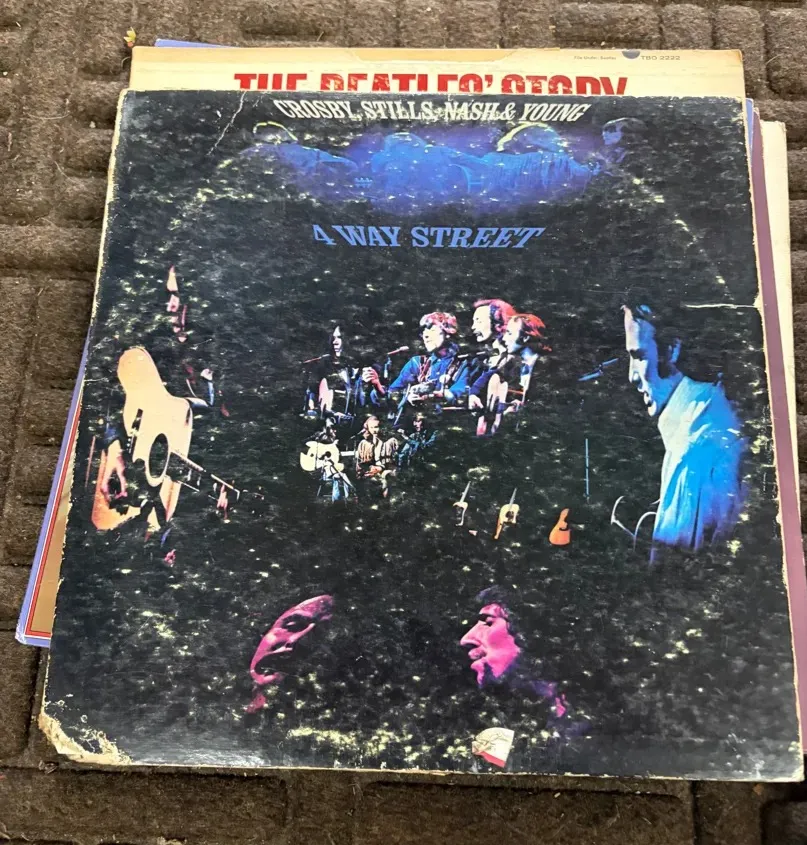 TBO 2222
THE BEATLES' STORY
CROSBY, STILLS, NASH & YOUNG
4 WAY STREET